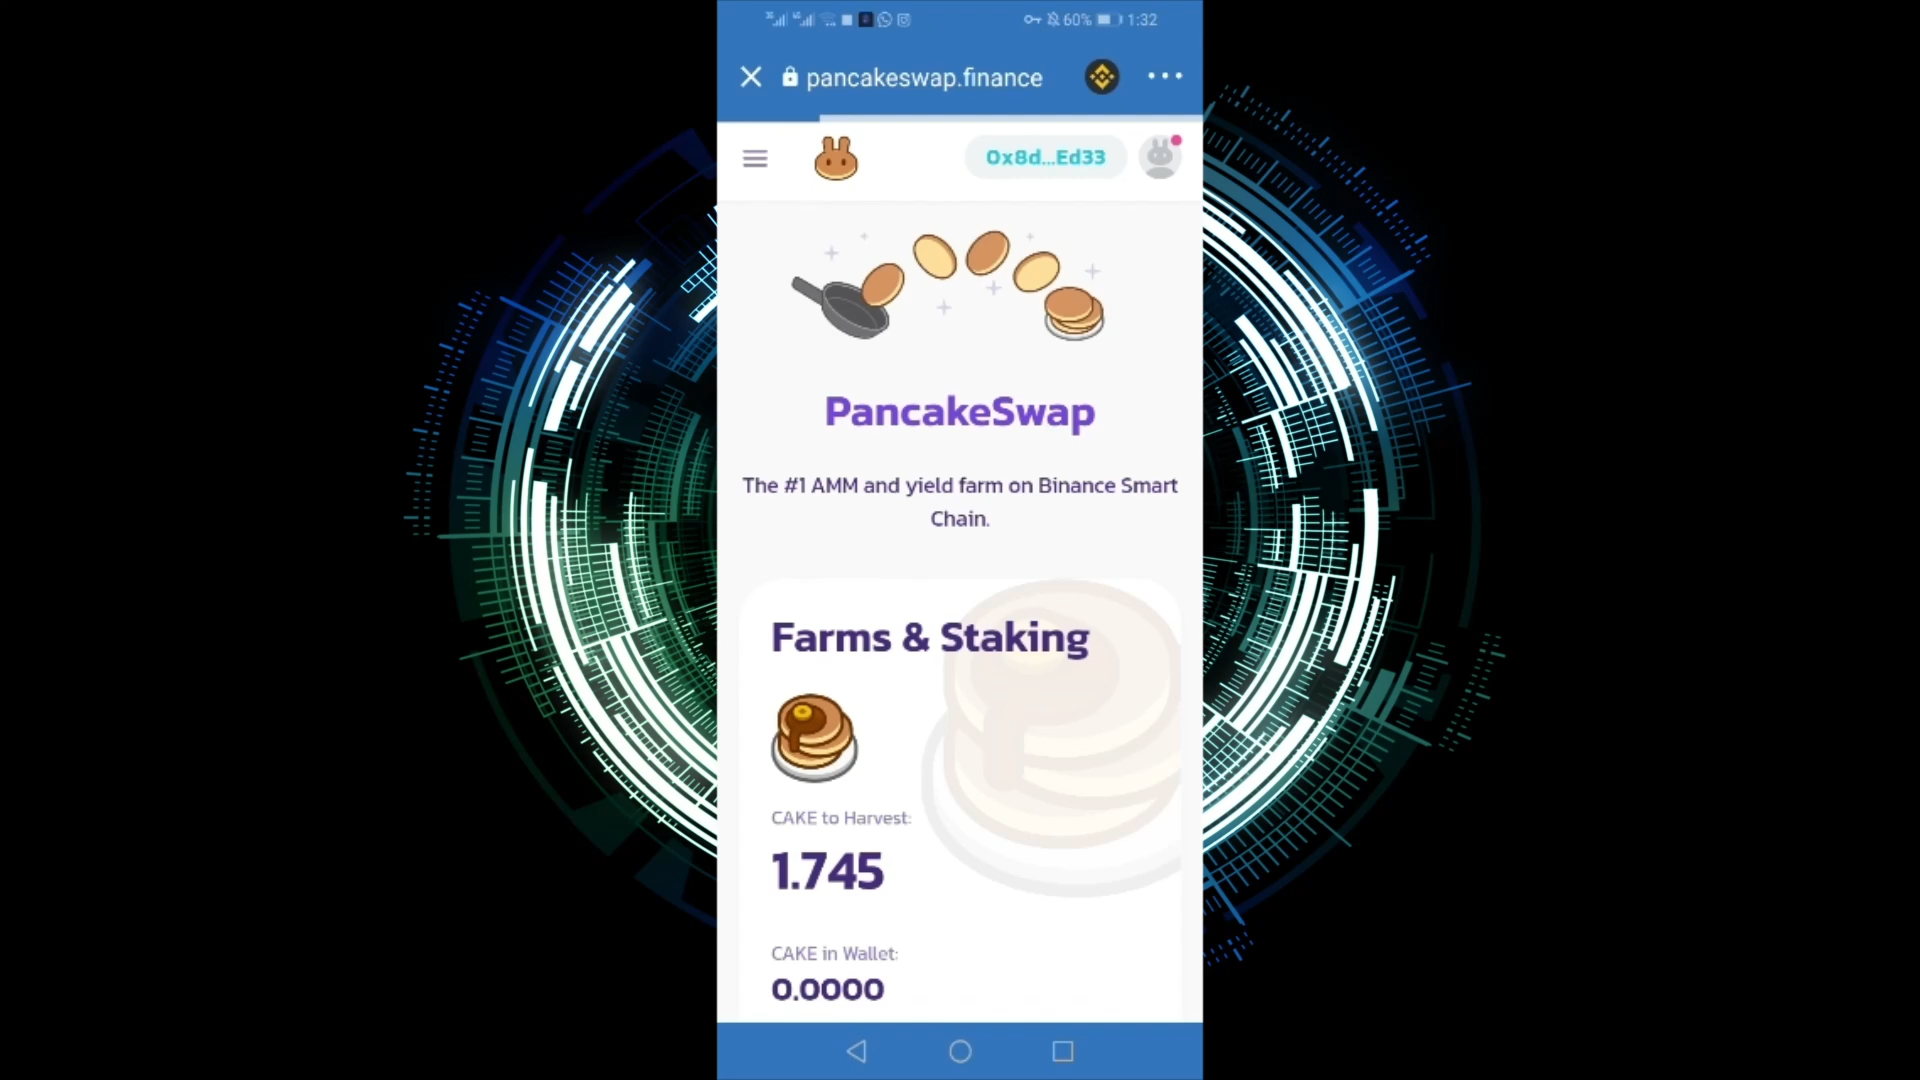 60% 1:32
pancakeswap.finance
0x8d...Ed33
PancakeSwap
The #1 AMM and yield farm on Binance Smart
Chain.
Farms & Staking
CAKE to Harvest:
1.745
CAKE in Wallet:
0.0000